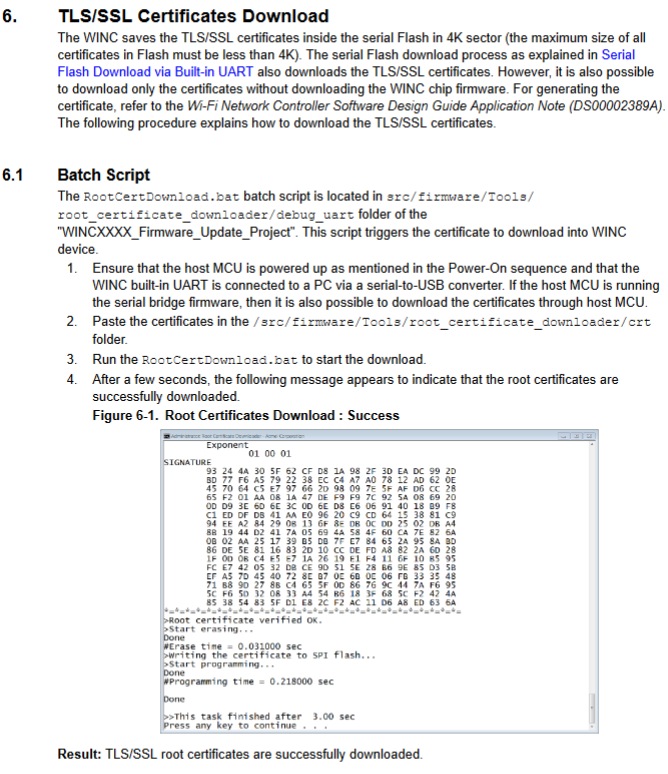 6. TLS/SSL Certificates Download
The WINC saves the TLS/SSL certificates inside the serial Flash in 4K sector (the maximum size of all
certificates in Flash must be less than 4K). The serial Flash download process as explained in Serial
Flash Download via Built-in UART also downloads the TLS/SSL certificates. However, it is also possible
to download only the certificates without downloading the WINC chip firmware. For generating the
certificate, refer to the Wi-Fi Network Controller Software Design Guide Application Note (DS00002389A).
The following procedure explains how to download the TLS/SSL certificates.
6.1 Batch Script
The RootCertDownload.bat batch script is located in src/firmware/Tools/
root_certificate_downloader/debug_uart folder of the
"WINCXXXX_Firmware_Update_Project". This script triggers the certificate to download into WINC
device.
1. Ensure that the host MCU is powered up as mentioned in the Power-On sequence and that the
WINC built-in UART is connected to a PC via a serial-to-USB converter. If the host MCU is running
the serial bridge firmware, then it is also possible to download the certificates through host MCU.
2. Paste the certificates in the /src/firmware/Tools/root_certificate_downloader/crt
folder.
3. Run the RootCertDownload.bat to start the download.
4. After a few seconds, the following message appears to indicate that the root certificates are
successfully downloaded.
Figure 6-1. Root Certificates Download : Success
Exponent
01 00 01
SIGNATURE
93 24 4A 30 5F 62 CF D8 1A 98 2F 3D EA DC 99 2D
BD 77 F6 A5 79 22 38 EC C4 A7 A0 78 12 AD 62 0E
45 70 64 C5 E7 97 66 2D 98 09 7E 5F AF D6 CC 28
65 F2 01 AA 08 1A 47 DE F9 F9 7C 92 5A 08 69 20
0D D9 3E 6D 6E 3C 0D 6E D8 E6 06 91 40 18 B9 F8
C1 ED DF DB 41 AA E0 96 20 C9 CD 64 15 38 81 C9
94 EE A2 84 29 08 13 6F 8E DB 0C DD 25 02 DB A4
8B 19 44 D2 41 7A 05 69 4A 58 4F 60 CA 7E 82 6A
0B 02 AA 25 17 39 B5 DB 7F E7 84 65 2A 95 8A BD
86 DE 5E 81 16 83 2D 10 CC DE FD A8 82 2A 6D 28
1F 0D 0B C4 E5 E7 1A 26 19 E1 F4 11 6F 10 85 95
FC E7 42 05 32 DB CE 9D 51 5E 28 B6 9E 85 D3 5B
EF A5 7D 45 40 72 8E B7 0E 6B 0E 06 FB 33 35 48
71 B8 9D 27 8B C4 65 5F 0D 86 76 9C 44 7A F6 95
5C F6 5D 32 08 33 A4 54 B6 18 3F 68 5C F2 42 4A
85 38 54 83 5F D1 E8 2C F2 AC 11 D6 A8 ED 63 6A
>Root certificate verified OK.
>Start erasing...
Done
#Erase time = 0.031000 sec
>Writing the certificate to SPI flash...
>Start programming...
Done
#Programming time = 0.218000 sec
Done
>>This task finished after 3.00 sec
Press any key to continue . . .
Result: TLS/SSL root certificates are successfully downloaded.